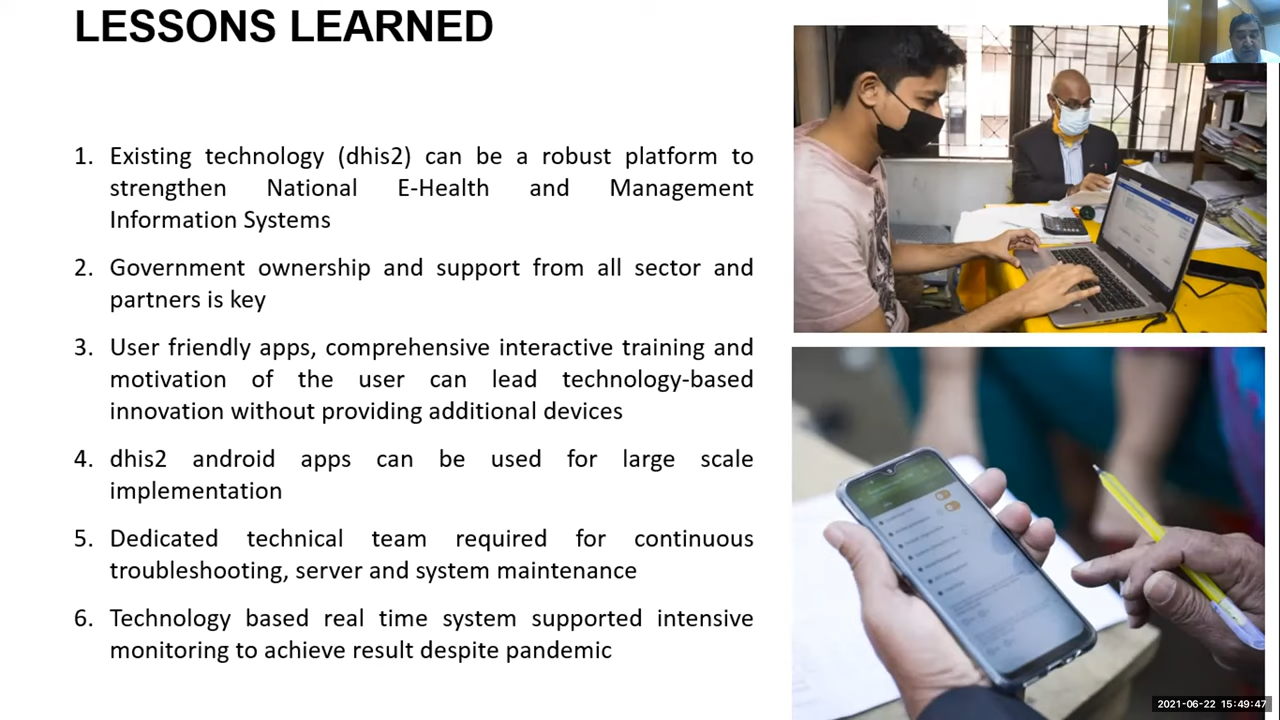 LESSONS LEARNED
1. Existing technology (dhis2) can be a robust platform to
strengthen National E-Health and Management
Information Systems
2. Government ownership and support from all sector and
partners is key
3. User friendly apps, comprehensive interactive training and
motivation of the user can lead technology-based
innovation without providing additional devices
4. dhis2 android apps can be used for large scale
implementation
5. Dedicated technical team required for continuous
troubleshooting, server and system maintenance
6. Technology based real time system supported intensive
monitoring to achieve result despite pandemic
2021-06-22 15:49:47